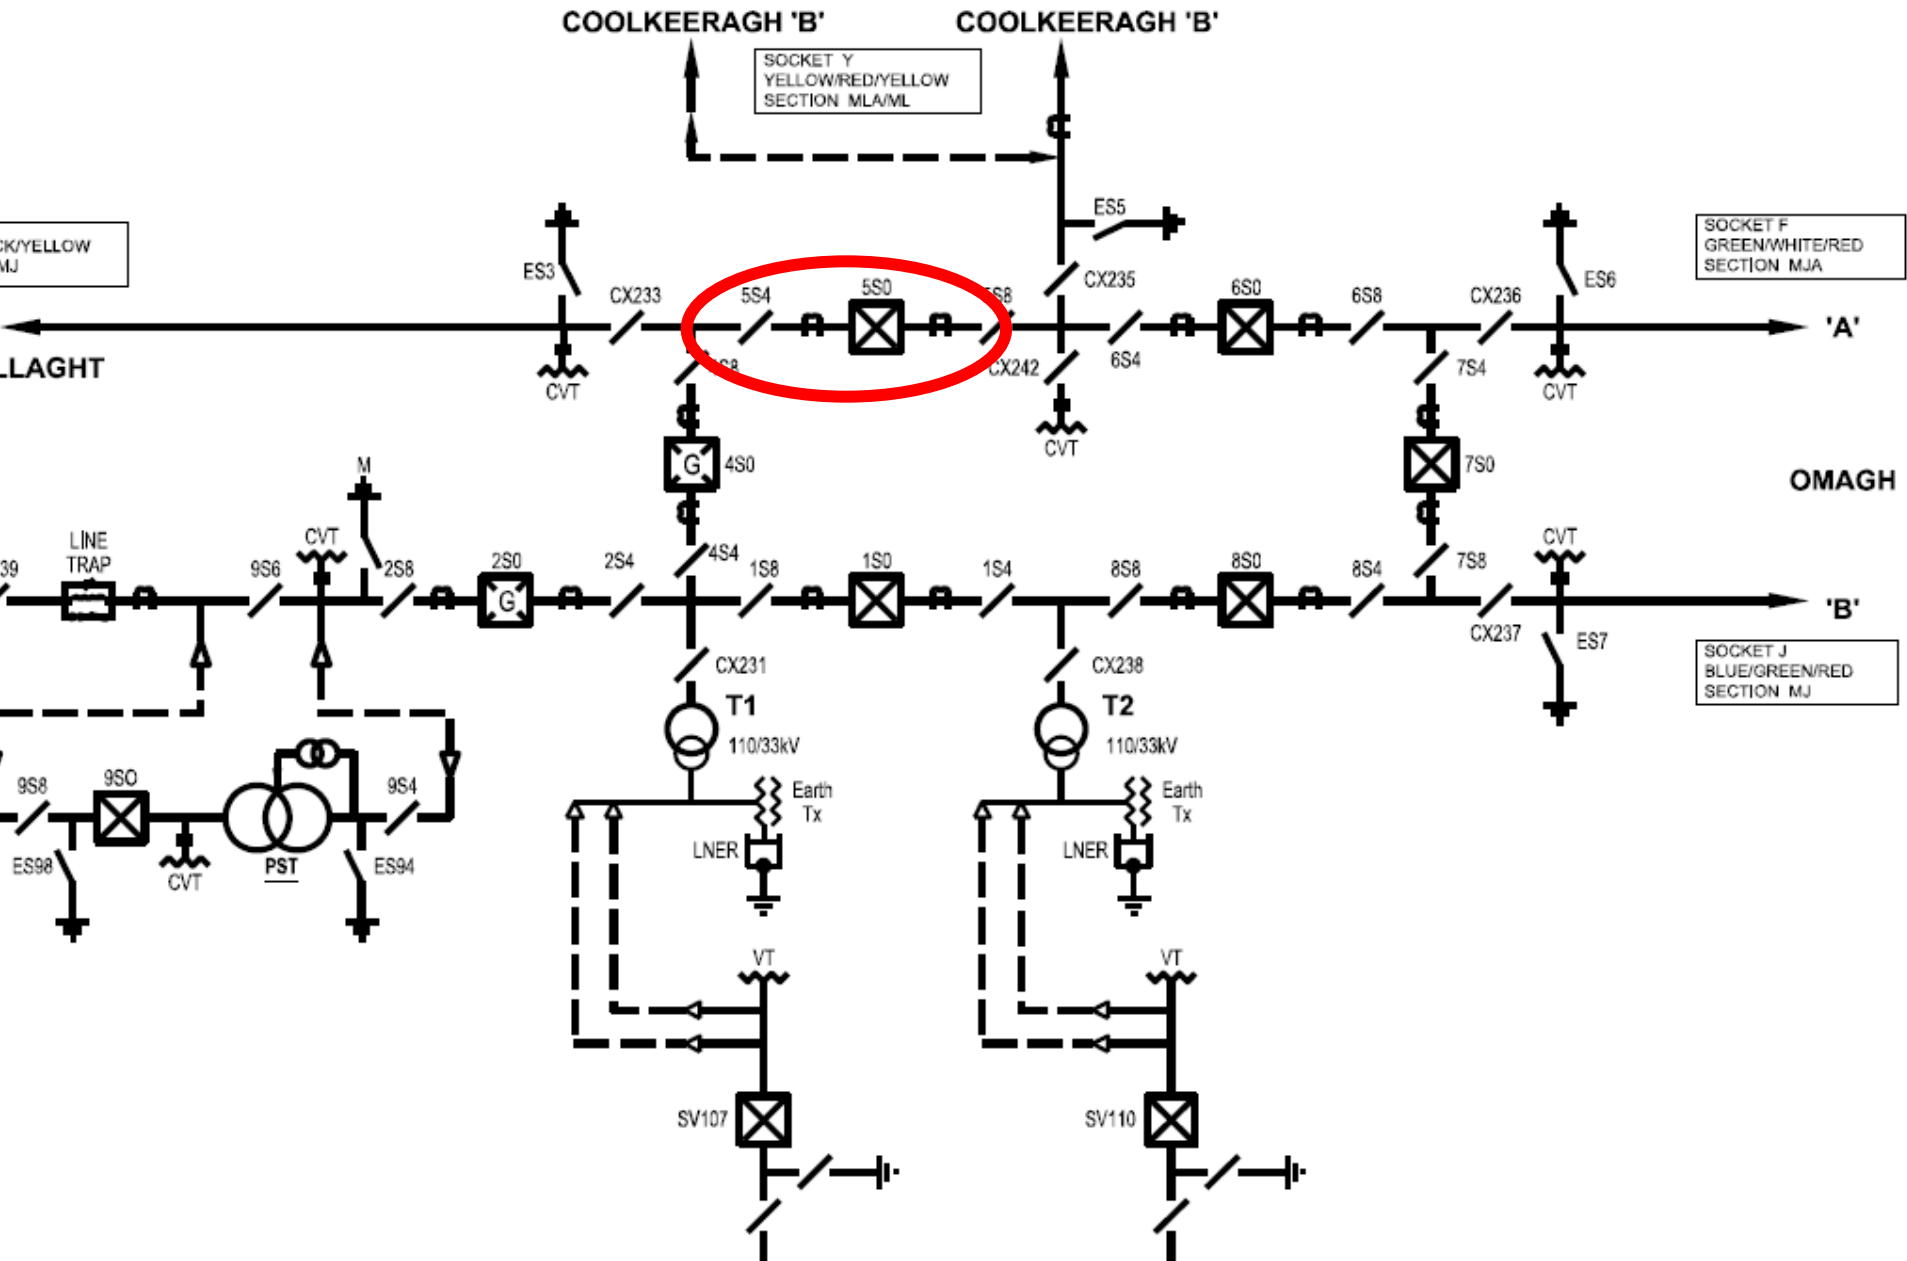 COOLKEERAGH 'B'
COOLKEERAGH 'B'
SOCKET Y
YELLOW/RED/YELLOW
SECTION MLA/ML
ES5
SOCKET F
GREEN/WHITE/RED
SECTION MJA
CK/YELLOW
MJ
ES3
CX233
5S4
5S0
5S8
CX235
6S0
6S8
CX236
ES6
'A'
LLAGHT
CVT
CX242
6S4
7S4
CVT
CVT
M
G
4S0
7S0
OMAGH
LINE
TRAP
CVT
39
9S6
2S8
2S0
2S4
4S4
1S8
1S0
1S4
8S8
8S0
8S4
7S8
CVT
G
'B'
CX237
ES7
CX231
CX238
SOCKET J
BLUE/GREEN/RED
SECTION MJ
T1
110/33kV
T2
110/33kV
9S8
9SO
9S4
Earth
Tx
Earth
Tx
ES98
CVT
PST
ES94
LNER
LNER
VT
VT
SV107
SV110